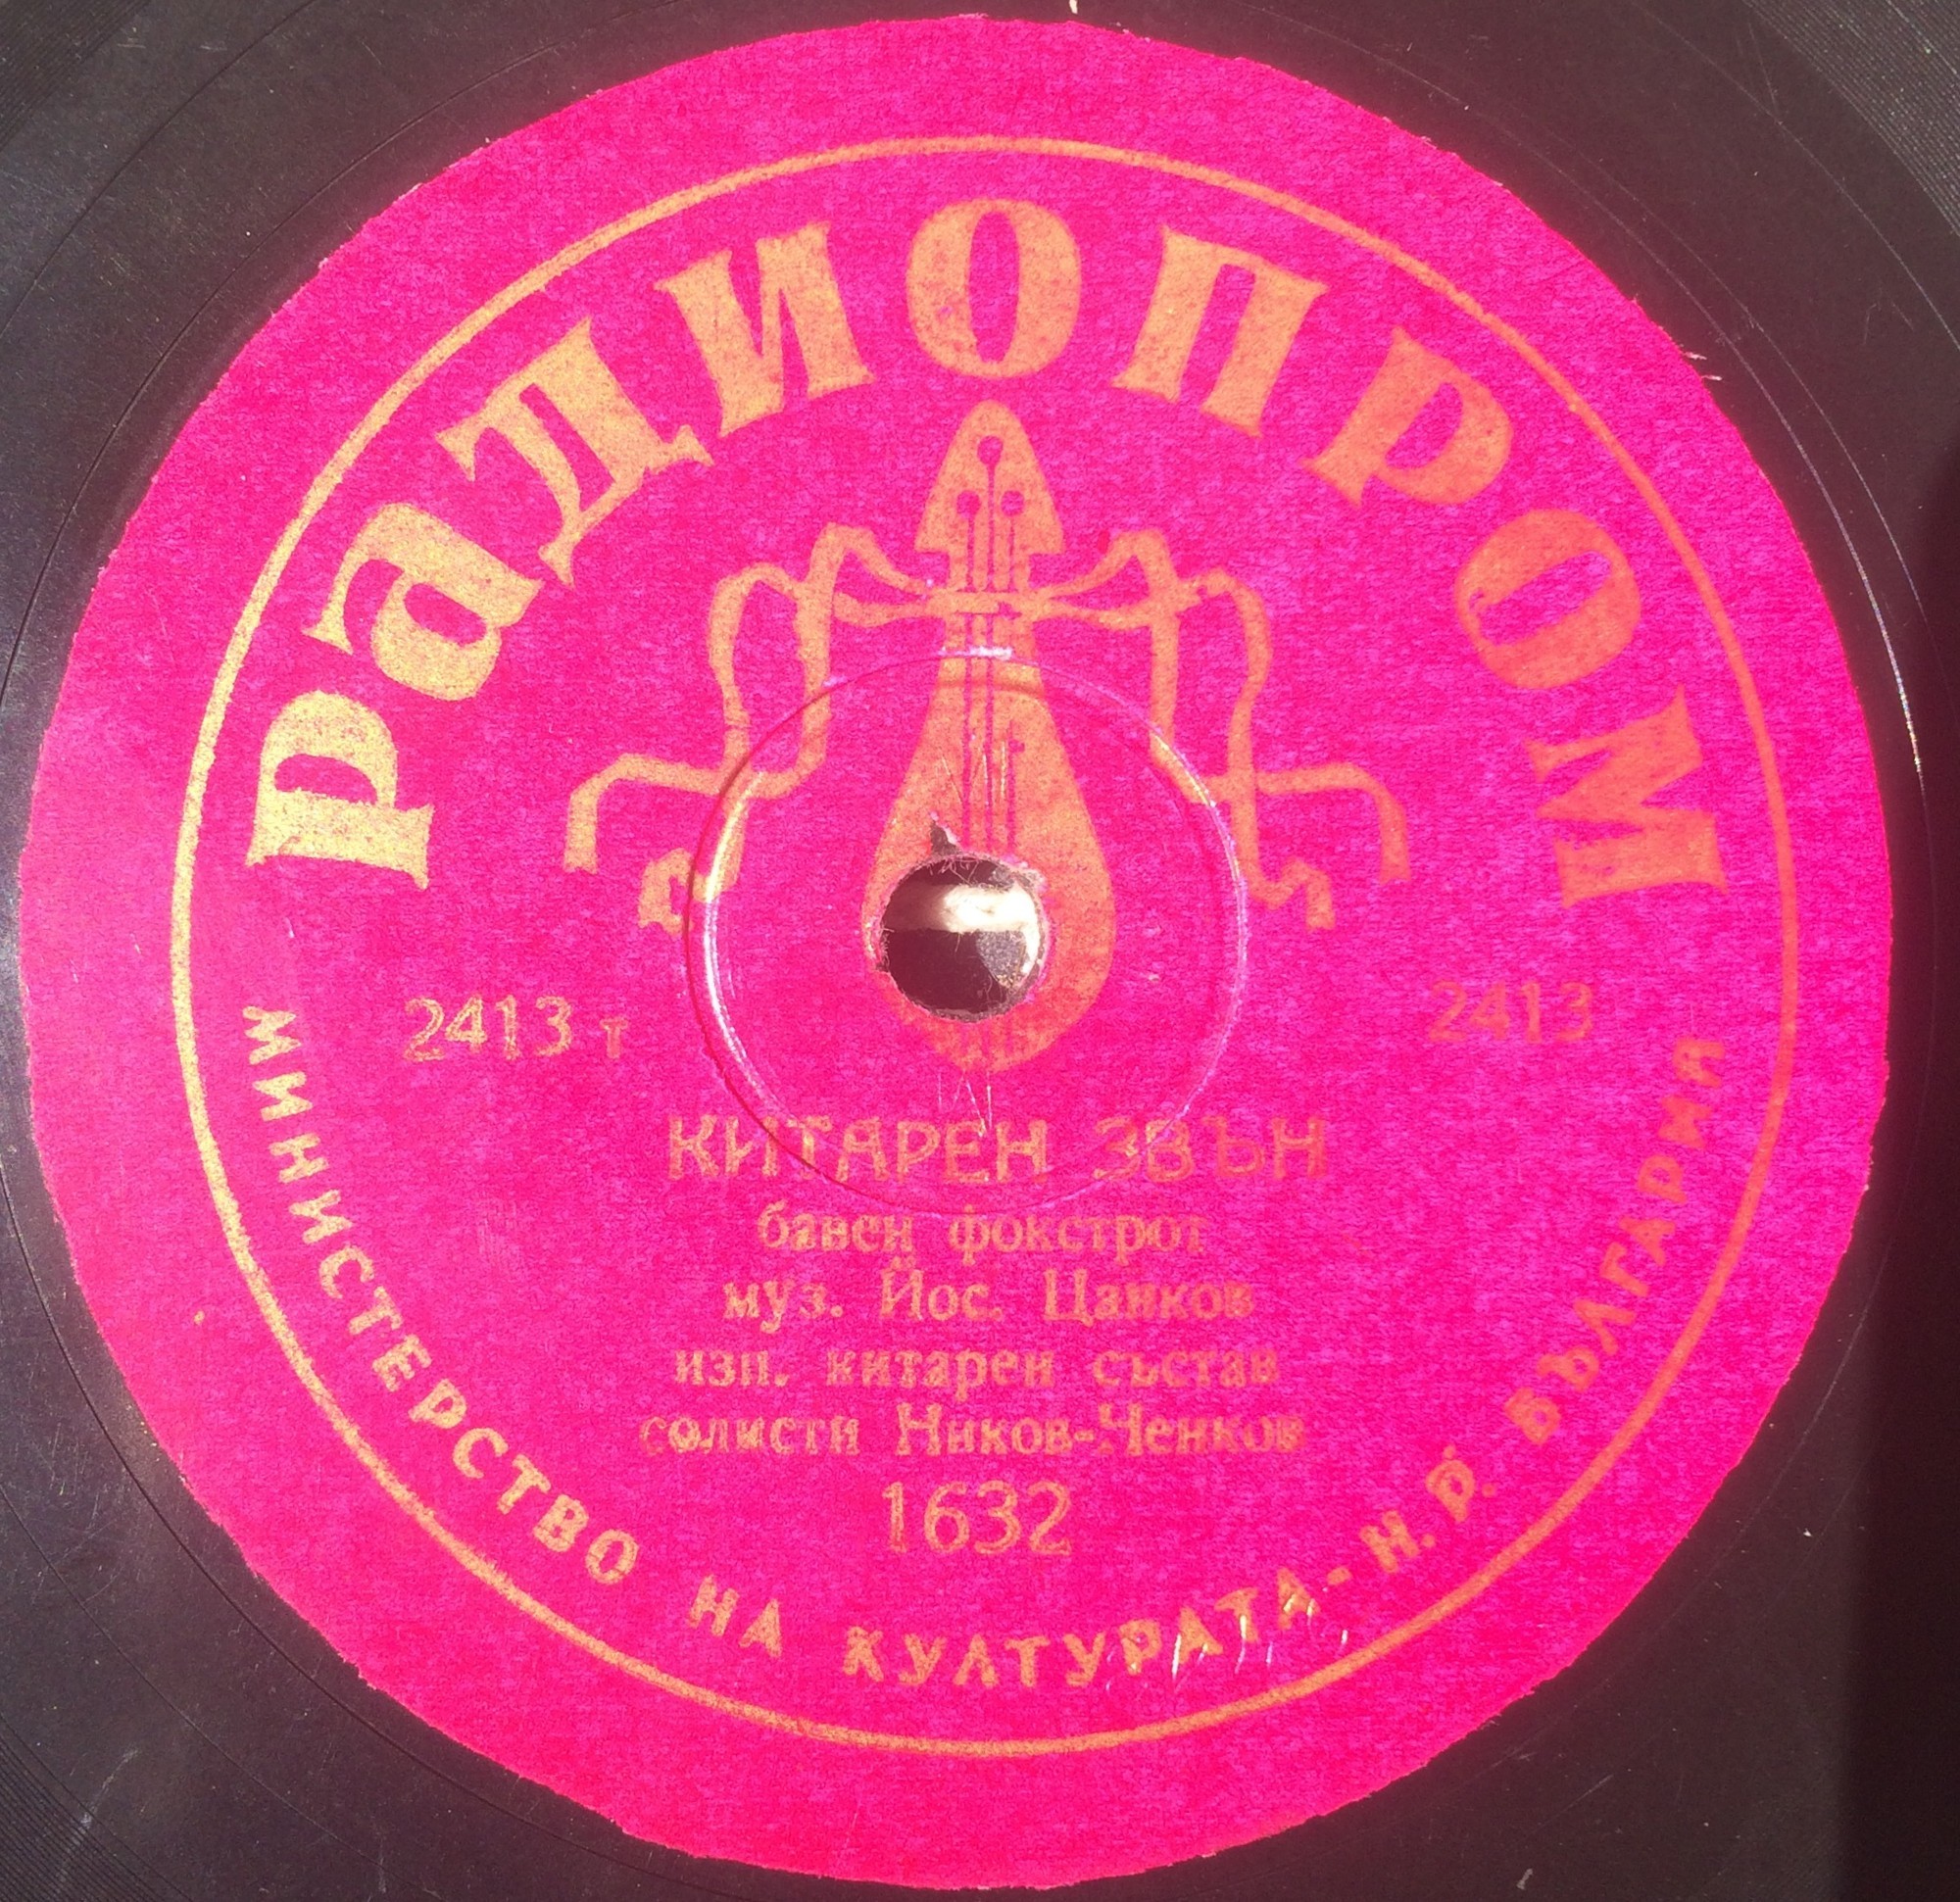 РАДИОПРОМ
2413 т
2413
КИТАРЕН ЗВЪН
бавен фокстрот
муз. Йос. Цанков
изп. китарен състав
солисти Ников-Ченков
1632
МИНИСТЕРСТВО НА КУЛТУРАТА - Н. Р. БЪЛГАРИЯ